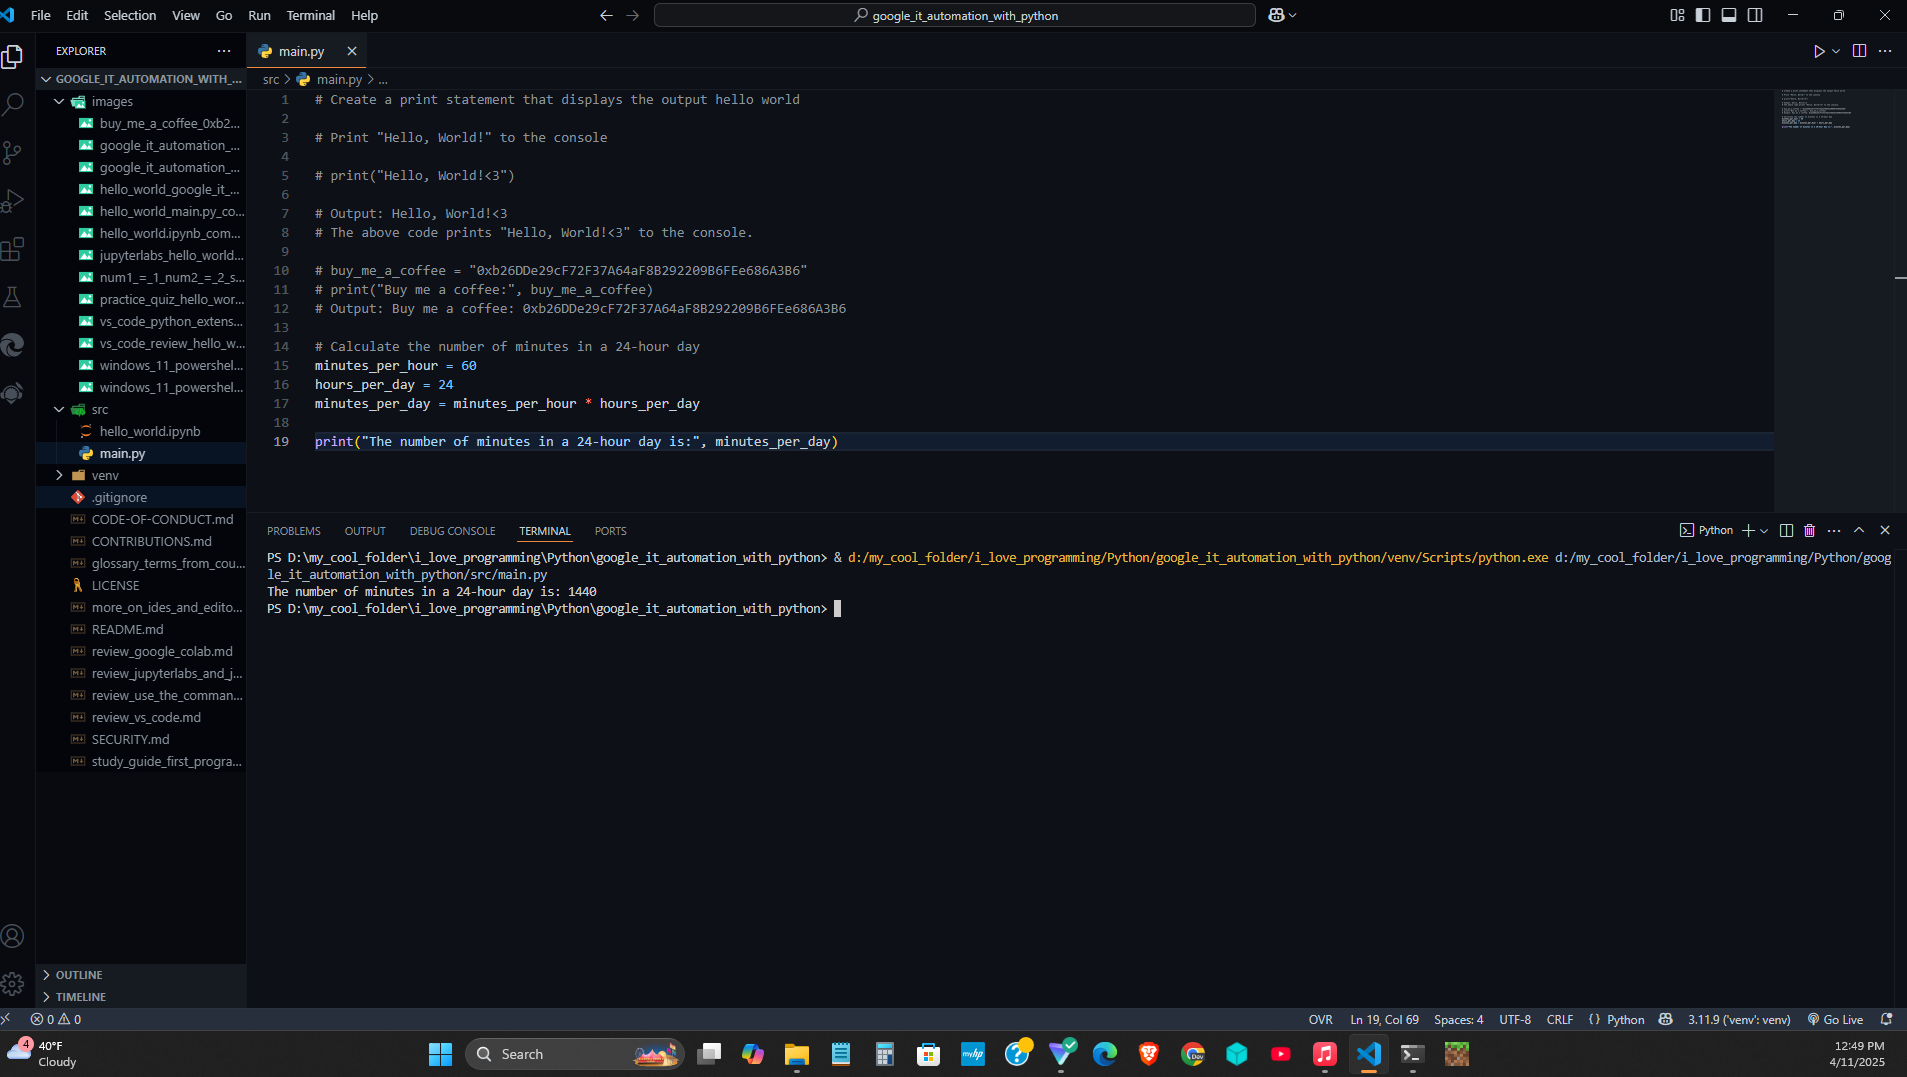 File Edit Selection View Go Run Terminal Help
google_it_automation_with_python
EXPLORER
GOOGLE_IT_AUTOMATION_WITH_...
images
buy_me_a_coffee_0xb2...
google_it_automation_...
google_it_automation_...
hello_world_google_it_...
hello_world_main.py_co...
hello_world.ipynb_com...
jupyterlabs_hello_world...
num1_=_1_num2_=_2_s...
practice_quiz_hello_wor...
vs_code_python_extens...
vs_code_review_hello_w...
windows_11_powershel...
windows_11_powershel...
src
hello_world.ipynb
main.py
venv
.gitignore
CODE-OF-CONDUCT.md
CONTRIBUTIONS.md
glossary_terms_from_cou...
LICENSE
more_on_ides_and_edito...
README.md
review_google_colab.md
review_jupyterlabs_and_j...
review_use_the_comman...
review_vs_code.md
SECURITY.md
study_guide_first_progra...
OUTLINE
TIMELINE
main.py
src > main.py > ...
1 # Create a print statement that displays the output hello world
2
3 # Print "Hello, World!" to the console
4
5 # print("Hello, World!<3")
6
7 # Output: Hello, World!<3
8 # The above code prints "Hello, World!<3" to the console.
9
10 # buy_me_a_coffee = "0xb26DDe29cF72F37A64aF8B292209B6FEe686A3B6"
11 # print("Buy me a coffee:", buy_me_a_coffee)
12 # Output: Buy me a coffee: 0xb26DDe29cF72F37A64aF8B292209B6FEe686A3B6
13
14 # Calculate the number of minutes in a 24-hour day
15 minutes_per_hour = 60
16 hours_per_day = 24
17 minutes_per_day = minutes_per_hour * hours_per_day
18
19 print("The number of minutes in a 24-hour day is:", minutes_per_day)
PROBLEMS OUTPUT DEBUG CONSOLE TERMINAL PORTS
Python
PS D:\my_cool_folder\i_love_programming\Python\google_it_automation_with_python> & d:/my_cool_folder/i_love_programming/Python/google_it_automation_with_python/venv/Scripts/python.exe d:/my_cool_folder/i_love_programming/Python/goog
le_it_automation_with_python/src/main.py
The number of minutes in a 24-hour day is: 1440
PS D:\my_cool_folder\i_love_programming\Python\google_it_automation_with_python>
0 0
OVR Ln 19, Col 69 Spaces: 4 UTF-8 CRLF {} Python 3.11.9 ('venv': venv) Go Live
4
40°F
Cloudy
Search
myhp
Dev
12:49 PM
4/11/2025